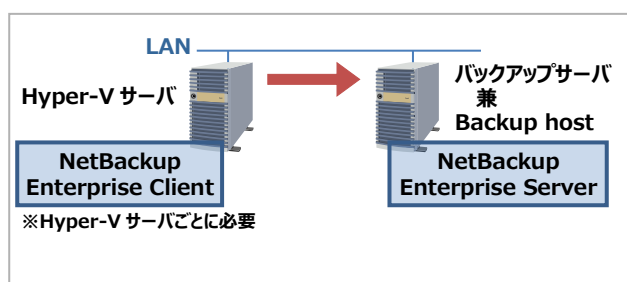 LAN
Hyper-V サーバ
バックアップサーバ
兼
Backup host
NetBackup
Enterprise Client
NetBackup
Enterprise Server
※Hyper-V サーバごとに必要